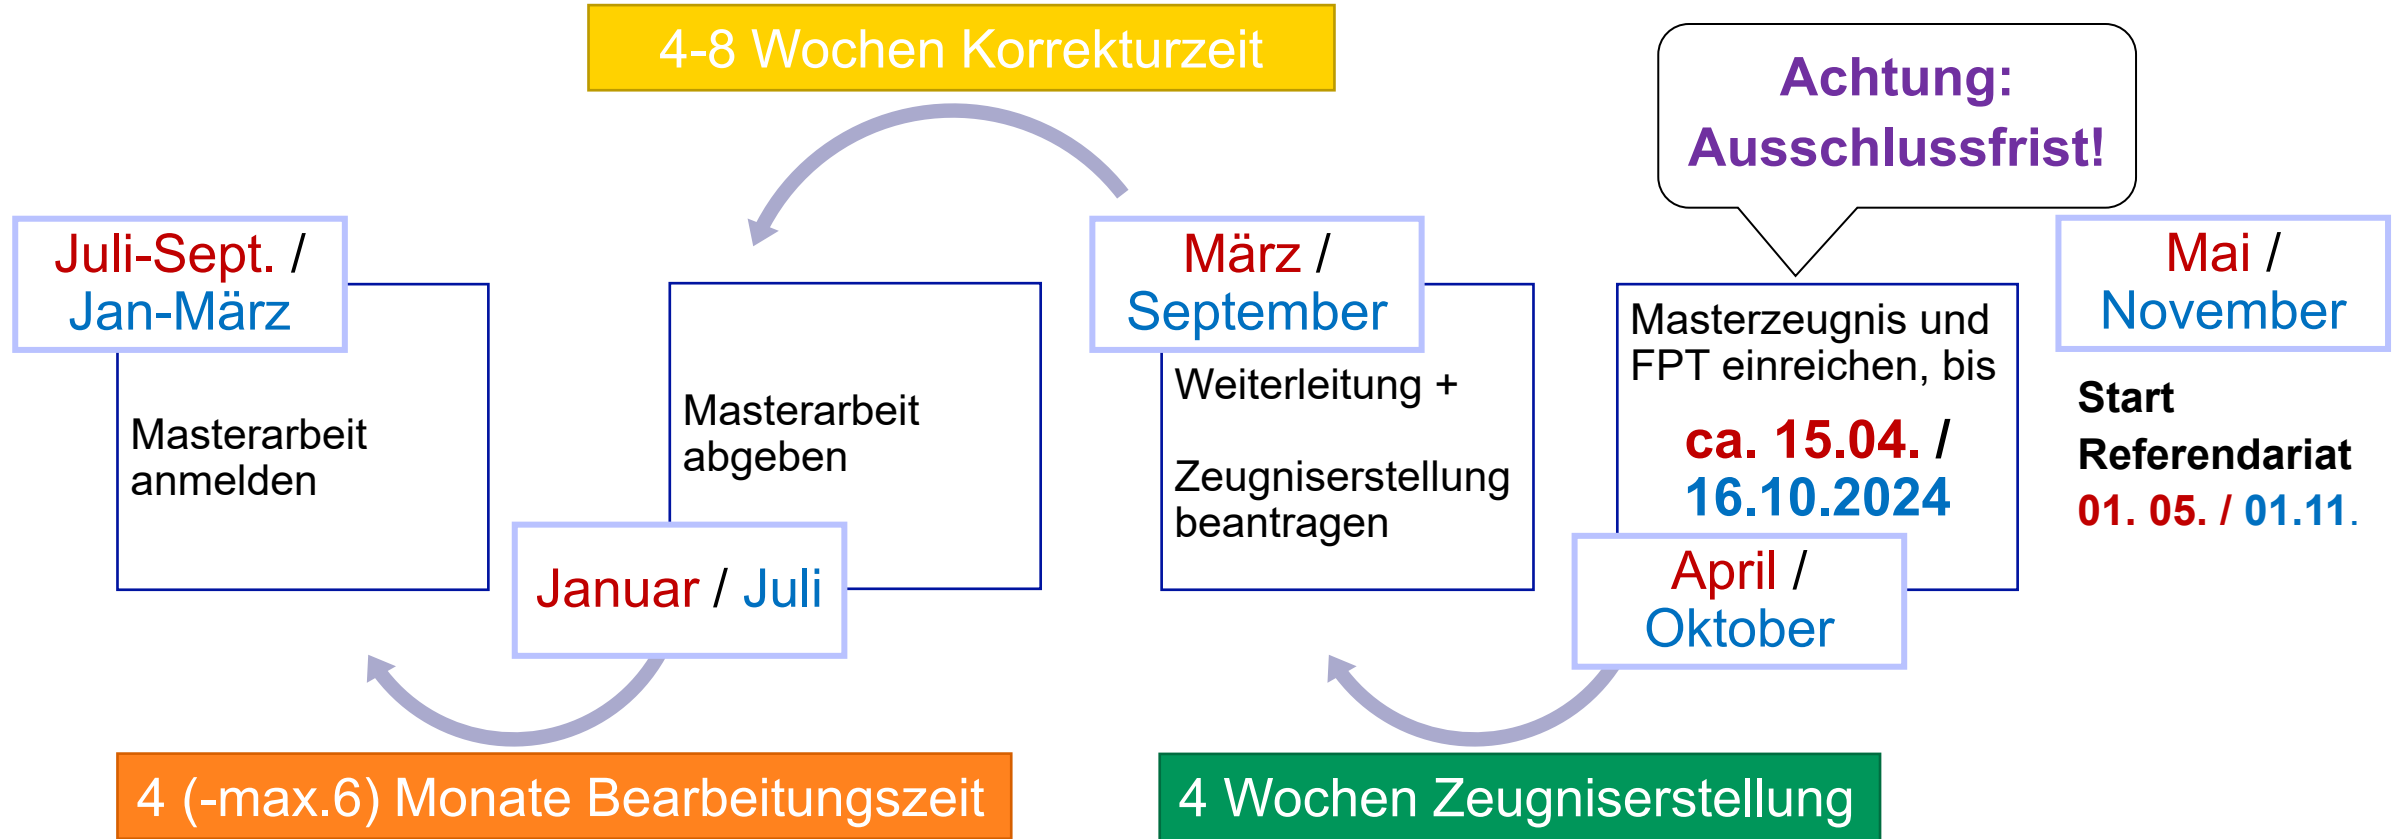 4-8 Wochen Korrekturzeit
Achtung:
Ausschlussfrist!
Juli-Sept. /
Jan-März
Masterarbeit
anmelden
Masterarbeit
abgeben
Januar / Juli
März /
September
Weiterleitung +
Zeugniserstellung
beantragen
Masterzeugnis und
FPT einreichen, bis
ca. 15.04. /
16.10.2024
April /
Oktober
Mai /
November
Start
Referendariat
01. 05. / 01.11.
4 (-max.6) Monate Bearbeitungszeit
4 Wochen Zeugniserstellung